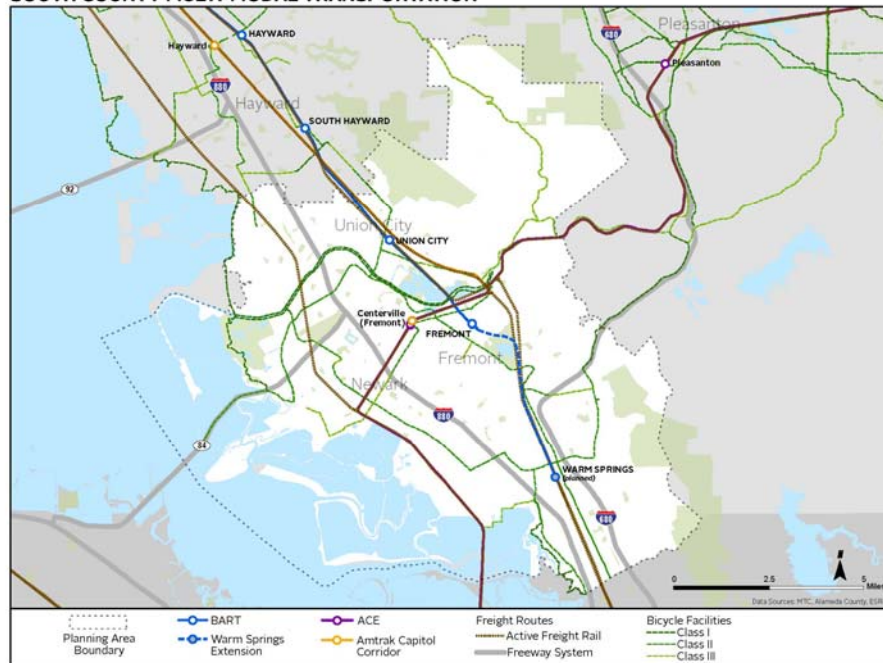 Pleasanton
HAYWARD
Hayward
680
Pleasanton
880
Hayward
SOUTH HAYWARD
92
Union City
UNION CITY
Centerville
(Fremont)
FREMONT
Fremont
Newark
880
84
WARM SPRINGS
(planned)
680
0 2.5 5
Miles
Data Sources: MTC, Alameda County, ESRI
Planning Area
Boundary
BART
Warm Springs
Extension
ACE
Amtrak Capitol
Corridor
Freight Routes
Active Freight Rail
Freeway System
Bicycle Facilities
Class I
Class II
Class III